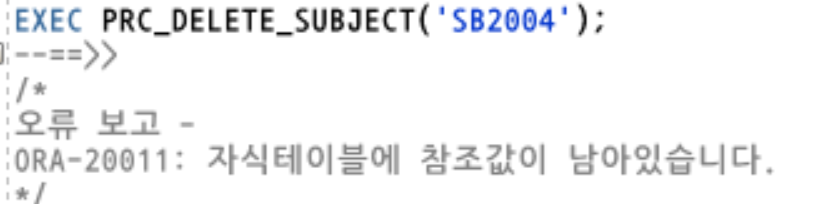 EXEC PRC_DELETE_SUBJECT('SB2004');
--==>>
/*
오류 보고 -
ORA-20011: 자식테이블에 참조값이 남아있습니다.
*/